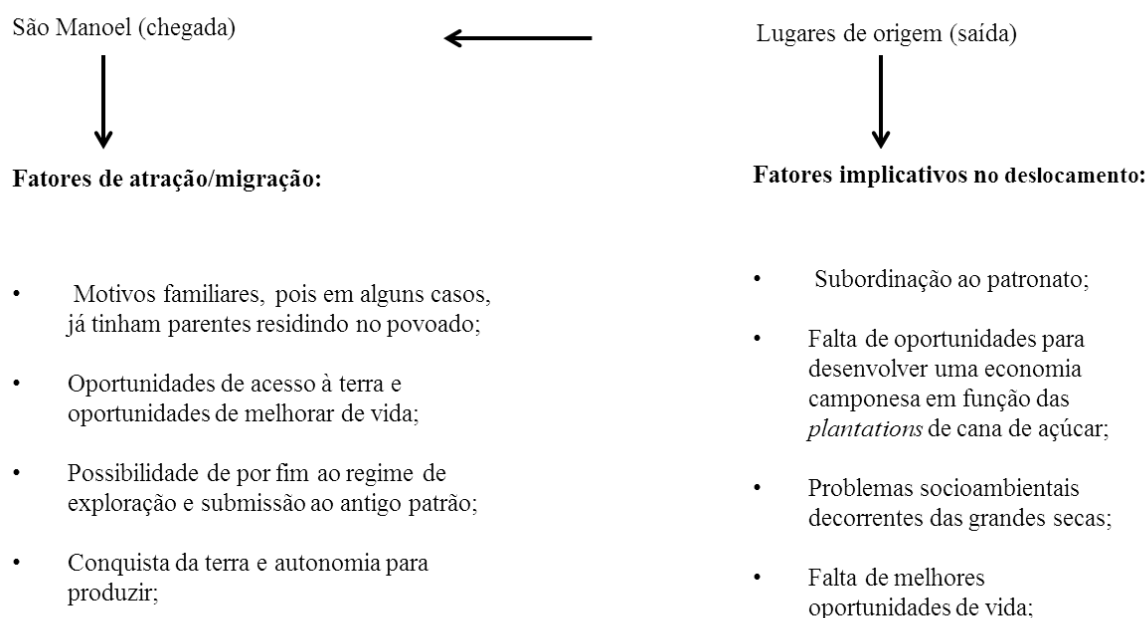 São Manoel (chegada)
Lugares de origem (saída)
Fatores de atração/migração:
• Motivos familiares, pois em alguns casos,
já tinham parentes residindo no povoado;
• Oportunidades de acesso à terra e
oportunidades de melhorar de vida;
• Possibilidade de por fim ao regime de
exploração e submissão ao antigo patrão;
• Conquista da terra e autonomia para
produzir;
Fatores implicativos no deslocamento:
• Subordinação ao patronato;
• Falta de oportunidades para
desenvolver uma economia
camponesa em função das
plantations de cana de açúcar;
• Problemas socioambientais
decorrentes das grandes secas;
• Falta de melhores
oportunidades de vida;